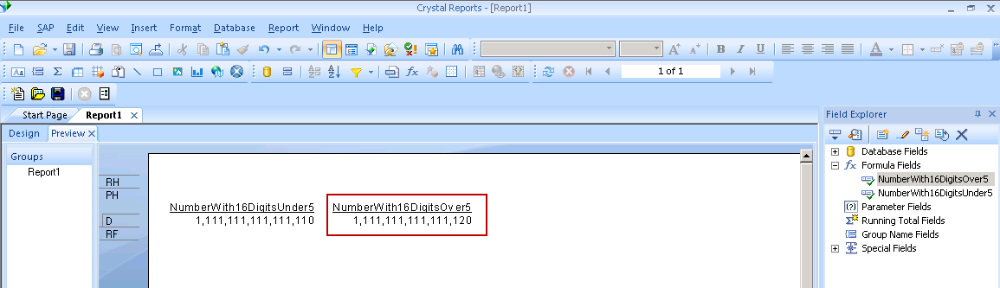 Crystal Reports - [Report1]
File SAP Edit View Insert Format Database Report Window Help
1 of 1
Start Page Report1
Design Preview
Groups
Report1
RH
PH
D
RF
NumberWith16DigitsUnder5 NumberWith16DigitsOver5
1,111,111,111,111,110 1,111,111,111,111,120
Field Explorer
Database Fields
Formula Fields
NumberWith16DigitsOver5
NumberWith16DigitsUnder5
Parameter Fields
Running Total Fields
Group Name Fields
Special Fields